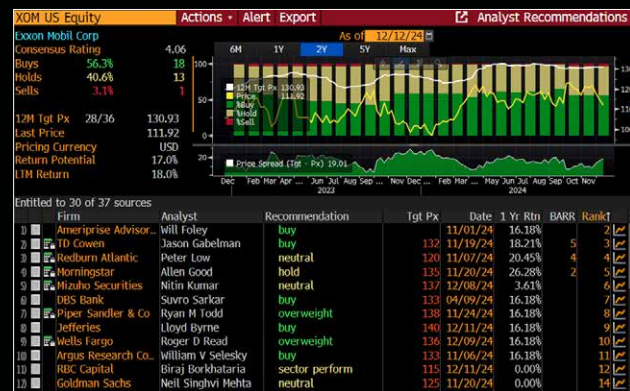 XOM US Equity Actions Alert Export Analyst Recommendations
Exxon Mobil Corp As of 12/12/24
Consensus Rating 4.06 6M 1Y 2Y 5Y Max
Buys 56.3% 18
Holds 40.6% 13
Sells 3.1% 1
12M Tgt Px 28/36 130.93
Last Price 111.92
Pricing Currency USD
Return Potential 17.0%
LTM Return 18.0%
100
50
0
20
12M Tgt Px 130.93
Price 111.92
%Buy
%Hold
%Sell
130
120
110
100
Price Spread (Tgt - Px) 19.01
Dec Feb Mar Apr ... Jun Jul Aug Sep ... Nov Dec ... Feb Mar ... May Jun Jul Aug Sep Oct Nov
2023 2024
Entitled to 30 of 37 sources
Firm Analyst Recommendation Tgt Px Date 1 Yr Rtn BARR Rank↑
1) Ameriprise Advisor... Will Foley buy 11/01/24 16.18% 2
2) TD Cowen Jason Gabelman buy 132 11/19/24 18.21% 5 3
3) Redburn Atlantic Peter Low neutral 120 11/07/24 20.45% 4 4
4) Morningstar Allen Good hold 135 11/20/24 26.28% 2 5
5) Mizuho Securities Nitin Kumar neutral 137 12/08/24 3.61% 6
6) DBS Bank Suvro Sarkar buy 133 04/09/24 16.18% 7
7) Piper Sandler & Co Ryan M Todd overweight 138 11/24/24 16.18% 8
8) Jefferies Lloyd Byrne buy 140 12/11/24 16.18% 9
9) Wells Fargo Roger D Read overweight 136 12/09/24 16.18% 10
10) Argus Research Co... William V Selesky buy 133 11/06/24 16.18% 11
11) RBC Capital Biraj Borkhataria sector perform 115 12/11/24 0.00% 12
12) Goldman Sachs Neil Singhvi Mehta neutral 125 11/20/24 0.00% 14